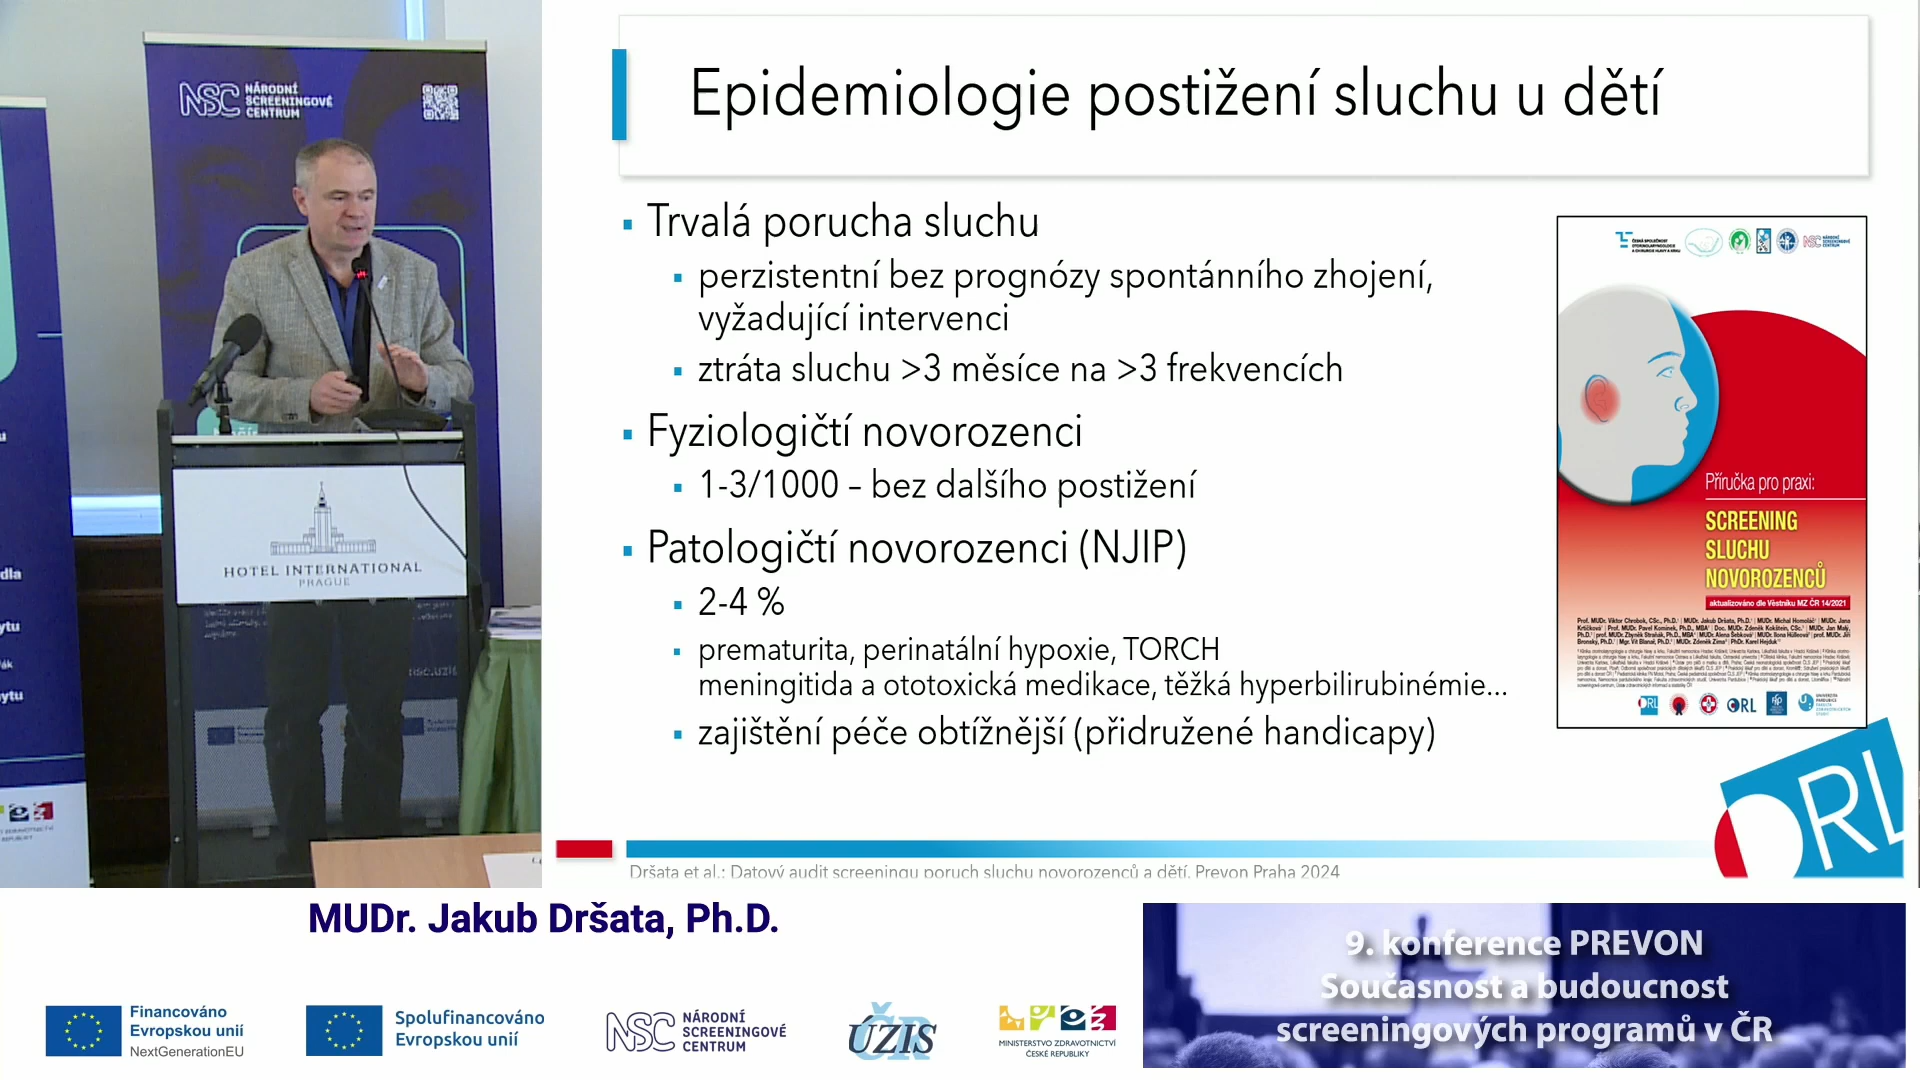 NSC NÁRODNÍ
SCREENINGOVÉ
CENTRUM
HOTEL INTERNATIONAL
PRAGUE
Epidemiologie postižení sluchu u dětí
▪ Trvalá porucha sluchu
▪ perzistentní bez prognózy spontánního zhojení,
vyžadující intervenci
▪ ztráta sluchu >3 měsíce na >3 frekvencích
▪ Fyziologičtí novorozenci
▪ 1-3/1000 – bez dalšího postižení
▪ Patologičtí novorozenci (NJIP)
▪ 2-4 %
▪ prematurita, perinatální hypoxie, TORCH
meningitida a ototoxická medikace, těžká hyperbilirubinémie...
▪ zajištění péče obtížnější (přidružené handicapy)
Příručka pro praxi:
SCREENING
SLUCHU
NOVOROZENCŮ
aktualizováno dle Věstníku MZ ČR 14/2021
ORL
Dršata et al.: Datový audit screeningu poruch sluchu novorozenců a dětí. Prevon Praha 2024
MUDr. Jakub Dršata, Ph.D.
9. konference PREVON
Současnost a budoucnost
screeningových programů v ČR
Financováno
Evropskou unií
NextGenerationEU
Spolufinancováno
Evropskou unií
NSC NÁRODNÍ
SCREENINGOVÉ
CENTRUM
ÚZIS
ČR
MINISTERSTVO ZDRAVOTNICTVÍ
ČESKÉ REPUBLIKY